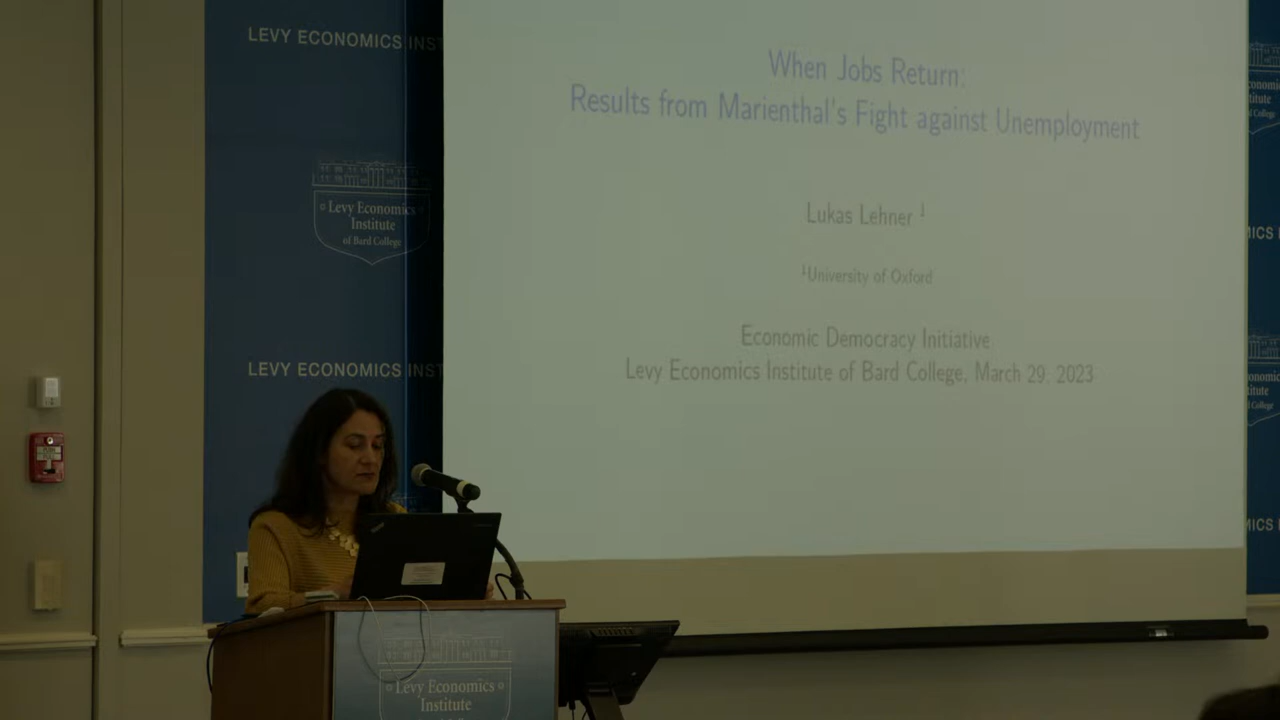 LEVY ECONOMICS INST
Levy Economics
Institute
of Bard College
LEVY ECONOMICS INST
When Jobs Return:
Results from Marienthal's Fight against Unemployment
Lukas Lehner 1
1University of Oxford
Economic Democracy Initiative
Levy Economics Institute of Bard College, March 29, 2023
Levy Economics
Institute